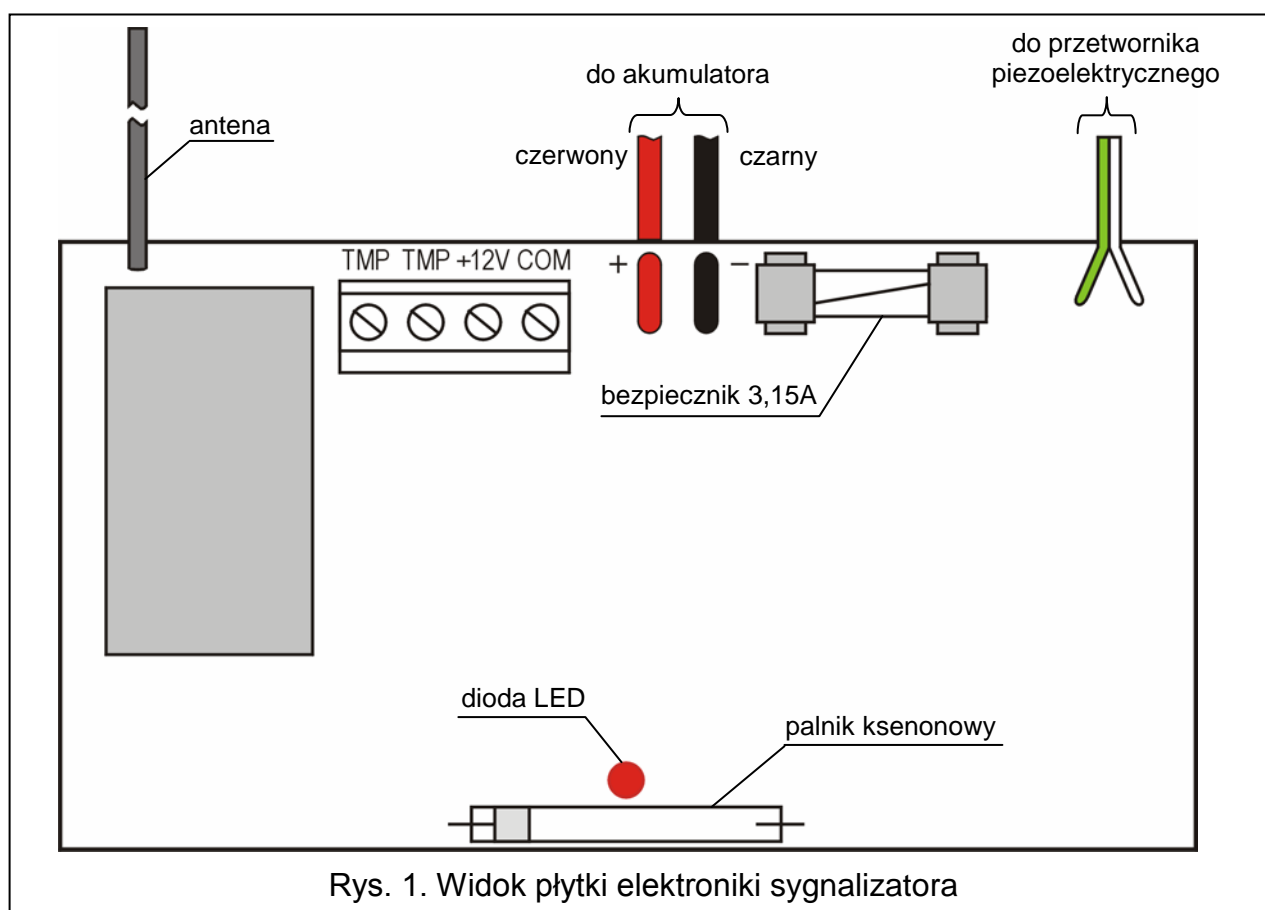 do przetwornika
piezoelektrycznego
do akumulatora
antena
czerwony
czarny
TMP TMP +12V COM
+
−
bezpiecznik 3,15A
dioda LED
palnik ksenonowy
Rys. 1. Widok płytki elektroniki sygnalizatora